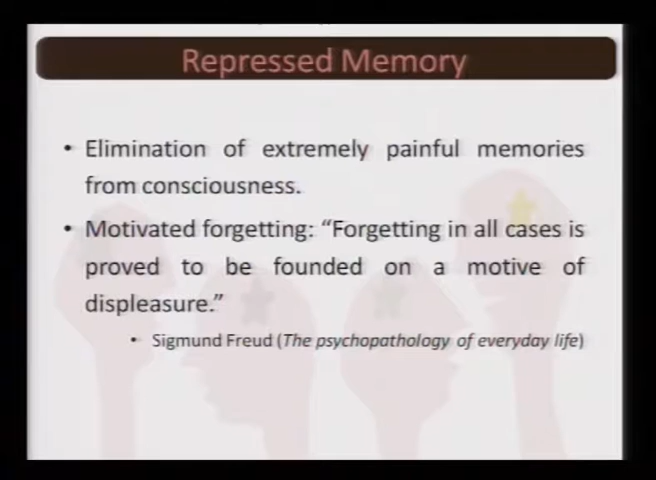 Repressed Memory
• Elimination of extremely painful memories
from consciousness.
• Motivated forgetting: “Forgetting in all cases is
proved to be founded on a motive of
displeasure.”
• Sigmund Freud (The psychopathology of everyday life)